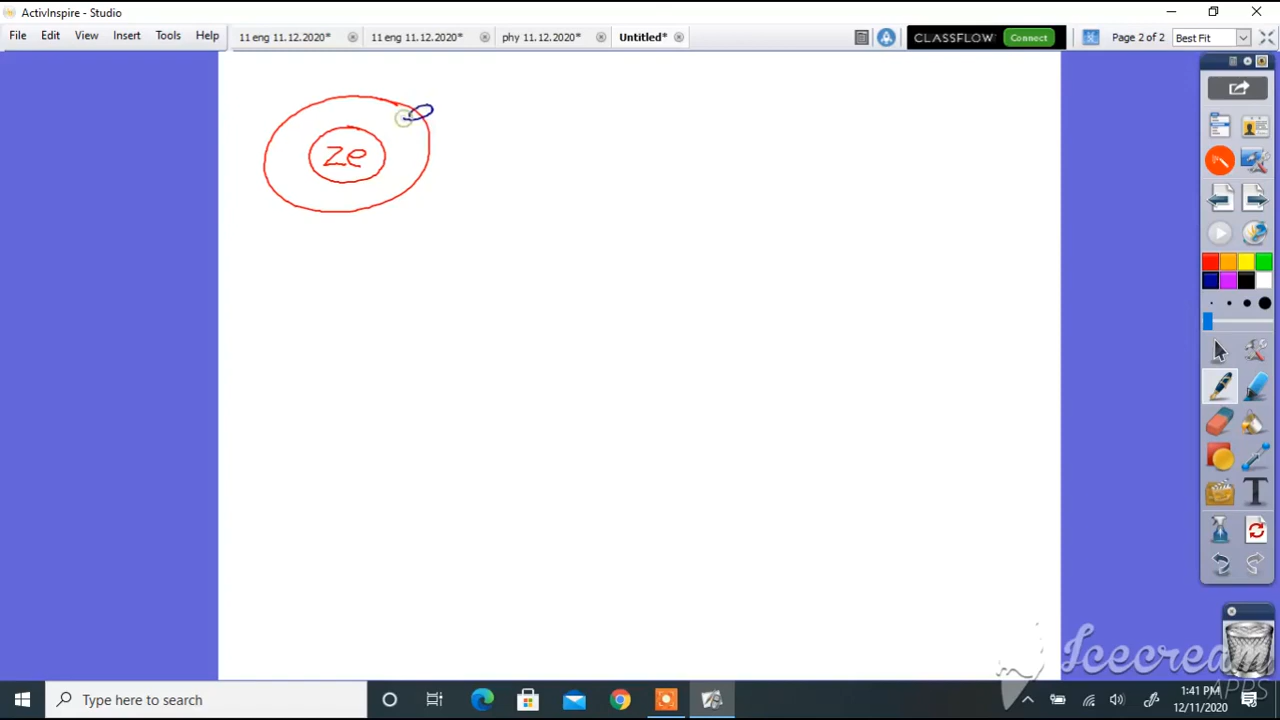 ActivInspire - Studio
File Edit View Insert Tools Help 11 eng 11.12.2020* 11 eng 11.12.2020* phy 11.12.2020* Untitled* CLASSFLOW Connect Page 2 of 2 Best Fit
ze
T
Icecream
APPS
Type here to search
1:41 PM
12/11/2020